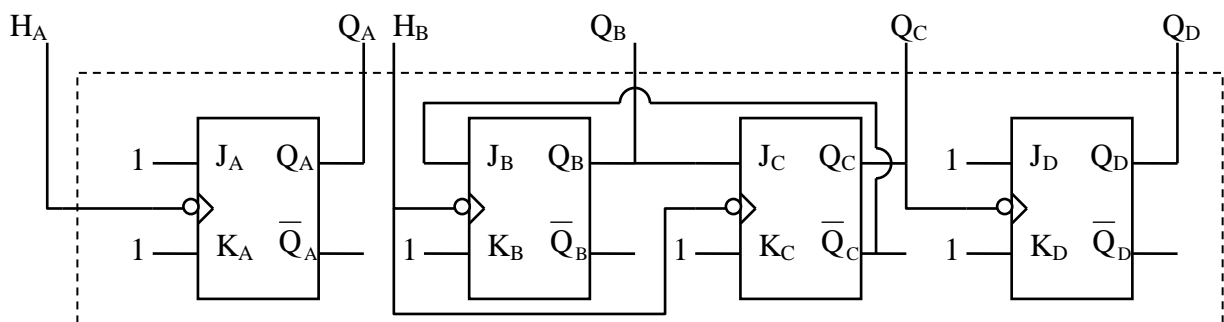 H_A Q_A H_B Q_B Q_C Q_D
1 J_A Q_A J_B Q_B J_C Q_C 1 J_D Q_D
1 K_A Q̅_A 1 K_B Q̅_B 1 K_C Q̅_C 1 K_D Q̅_D